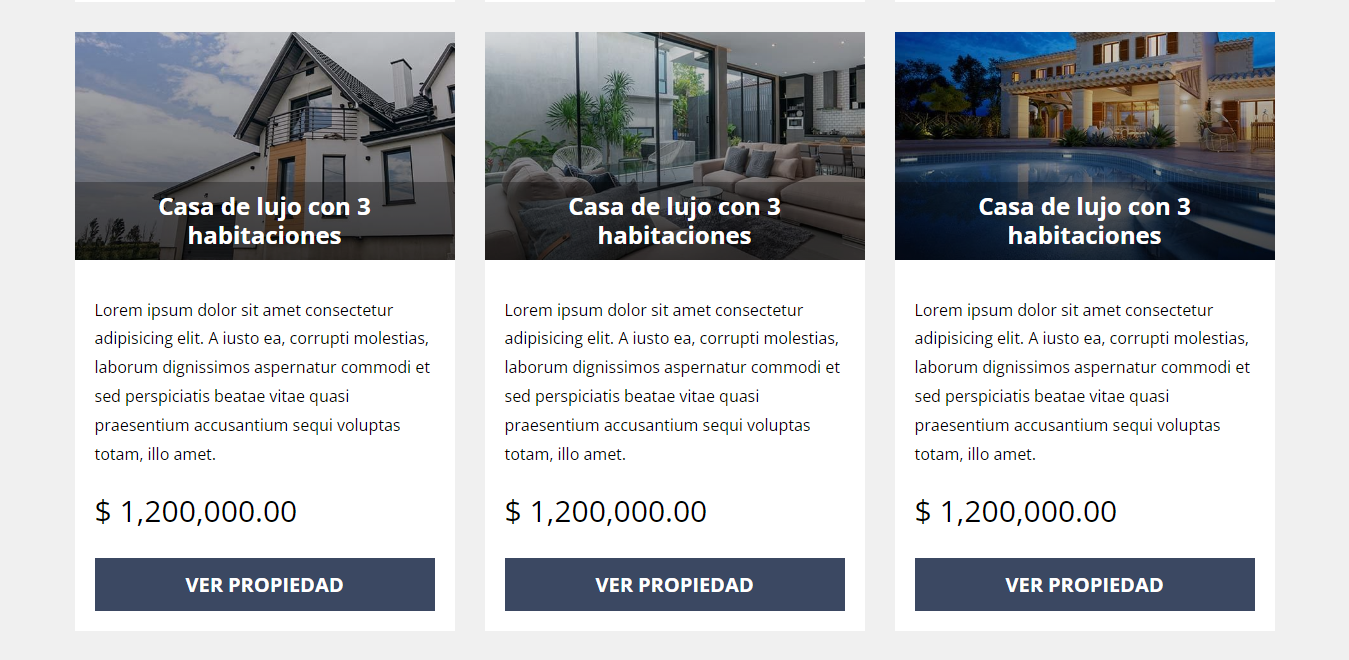 Casa de lujo con 3
habitaciones
Lorem ipsum dolor sit amet consectetur
adipisicing elit. A iusto ea, corrupti molestias,
laborum dignissimos aspernatur commodi et
sed perspiciatis beatae vitae quasi
praesentium accusantium sequi voluptas
totam, illo amet.
$ 1,200,000.00
VER PROPIEDAD
Casa de lujo con 3
habitaciones
Lorem ipsum dolor sit amet consectetur
adipisicing elit. A iusto ea, corrupti molestias,
laborum dignissimos aspernatur commodi et
sed perspiciatis beatae vitae quasi
praesentium accusantium sequi voluptas
totam, illo amet.
$ 1,200,000.00
VER PROPIEDAD
Casa de lujo con 3
habitaciones
Lorem ipsum dolor sit amet consectetur
adipisicing elit. A iusto ea, corrupti molestias,
laborum dignissimos aspernatur commodi et
sed perspiciatis beatae vitae quasi
praesentium accusantium sequi voluptas
totam, illo amet.
$ 1,200,000.00
VER PROPIEDAD